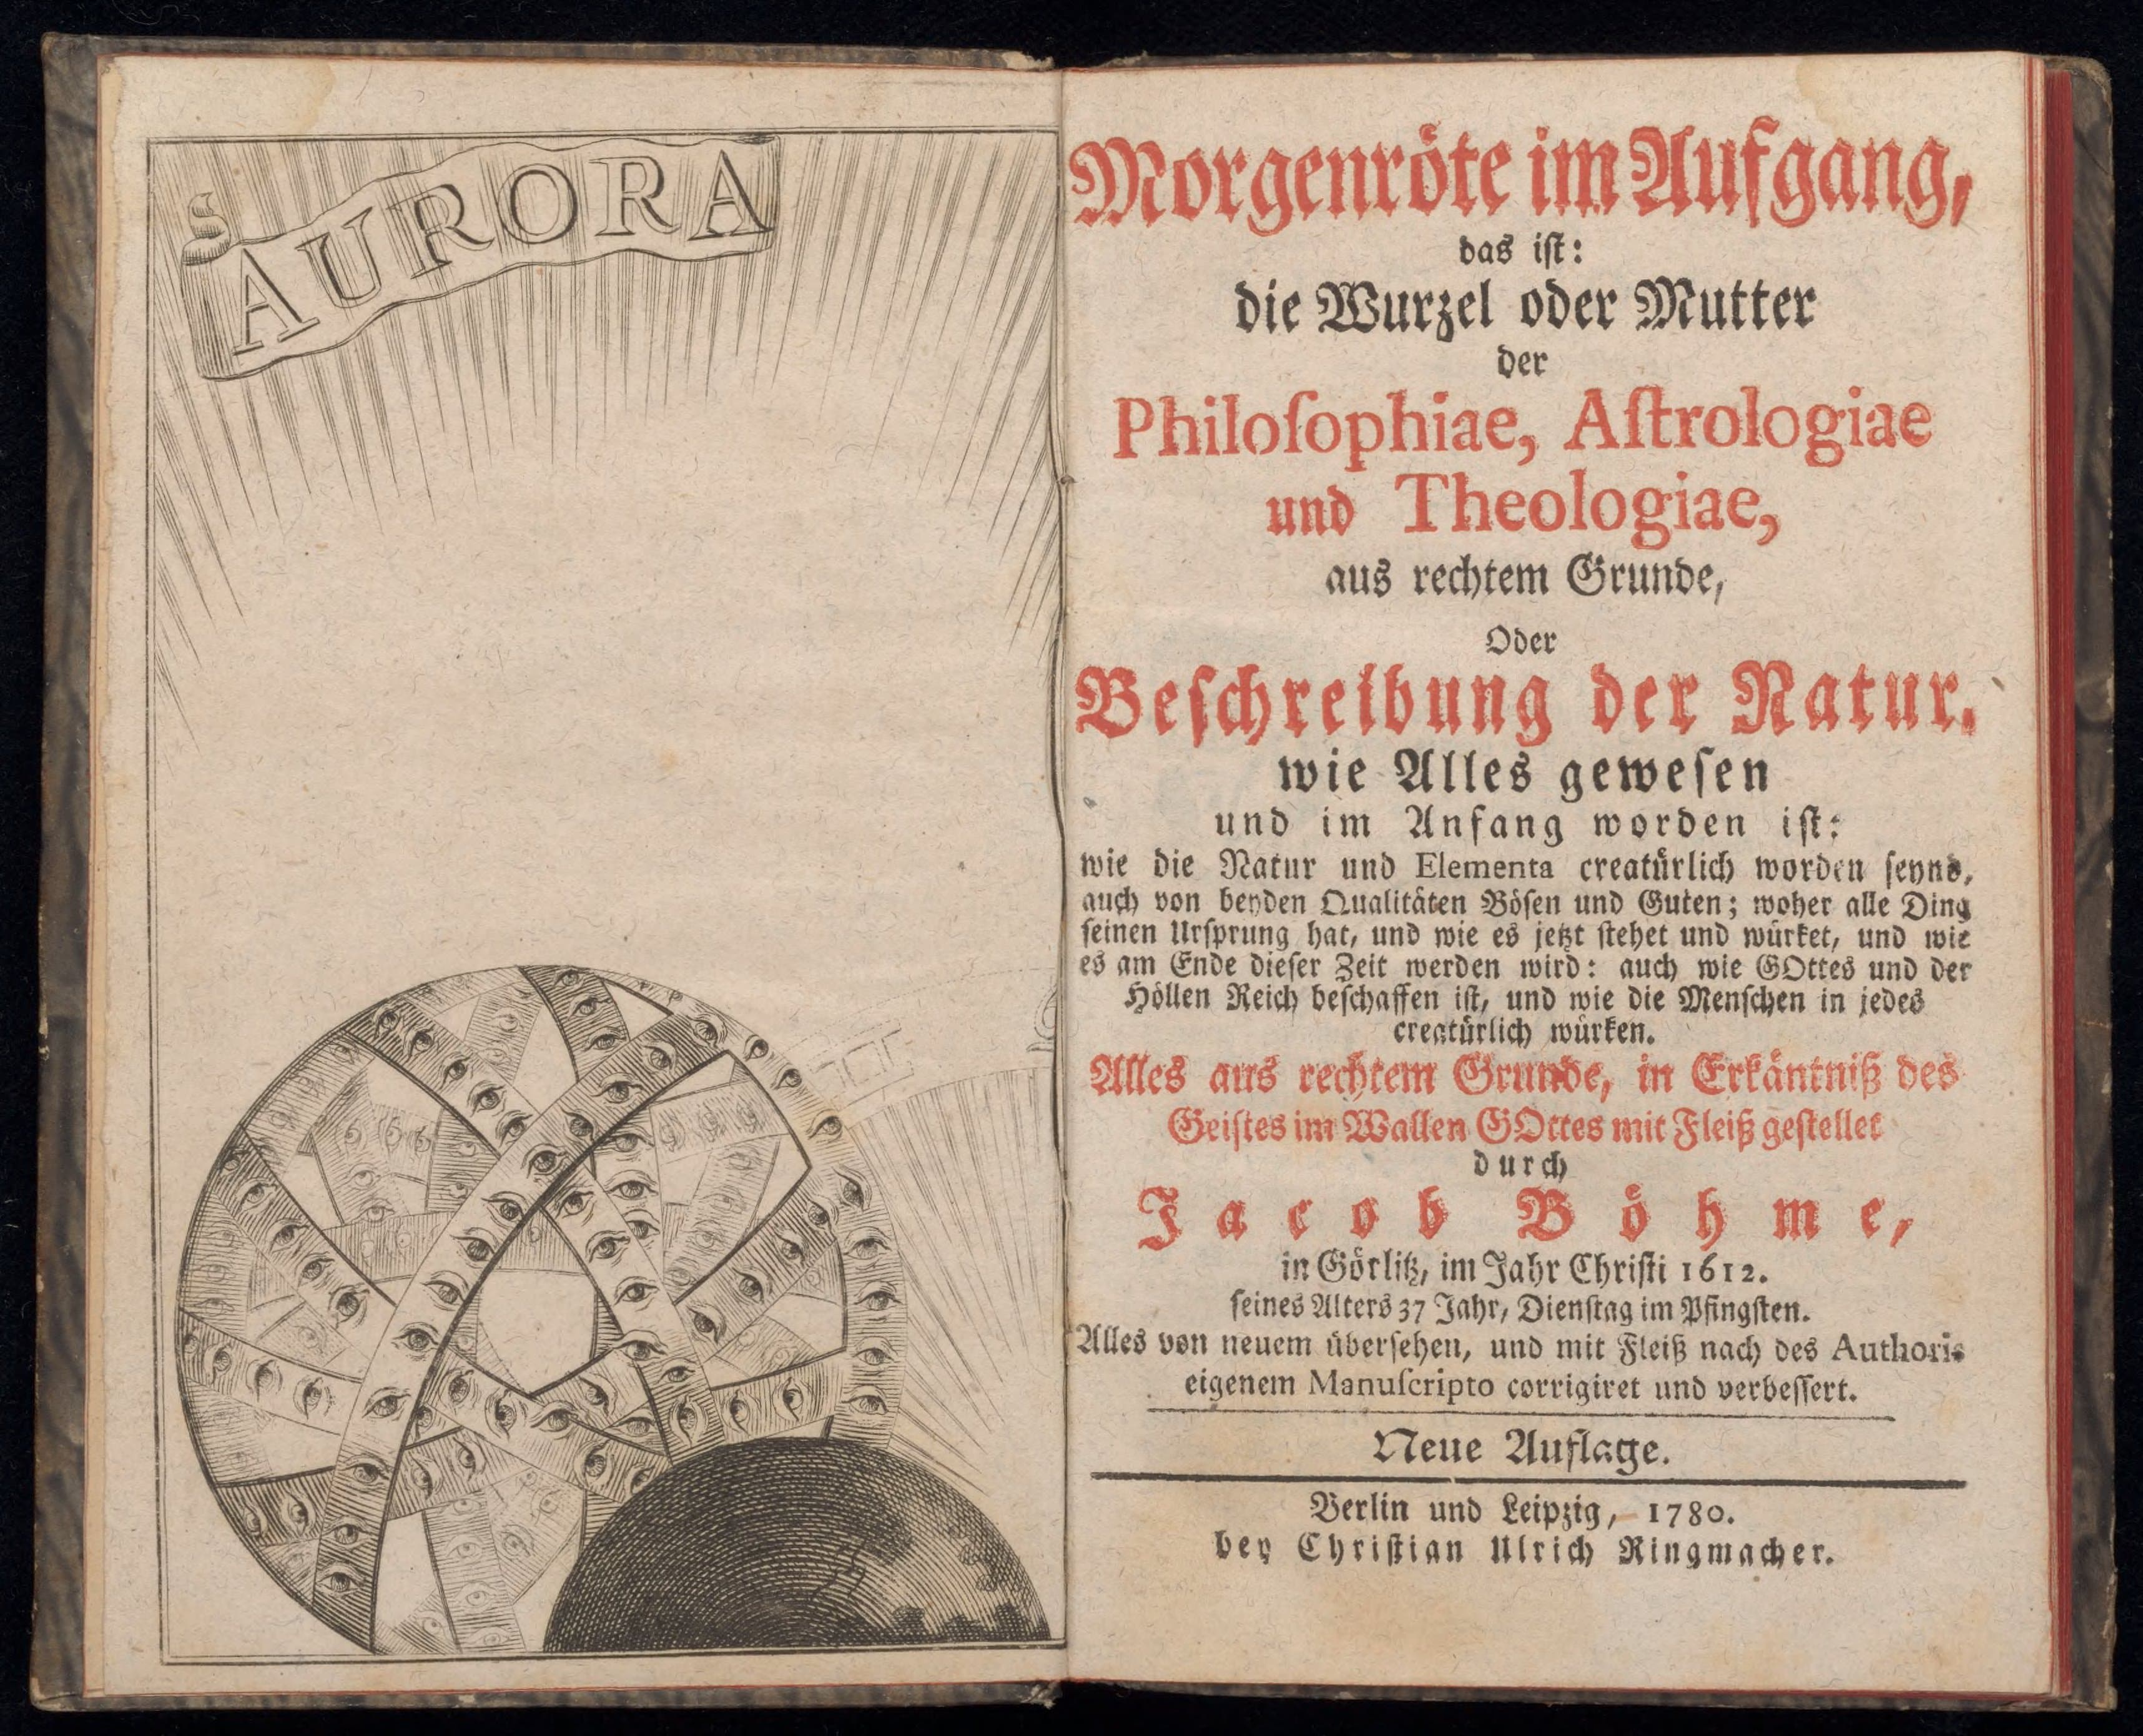 S
AURORA
Morgenröte im Aufgang,
das iſt:
die Wurzel oder Mutter
der
Philoſophiae, Aſtrologiae
und Theologiae,
aus rechtem Grunde,
Oder
Beſchreibung der Natur.
wie Alles geweſen
und im Anfang worden iſt:
wie die Natur und Elementa creatürlich worden ſeynd,
auch von beyden Qualitäten Böſen und Guten; woher alle Ding
ſeinen Urſprung hat, und wie es jetzt ſtehet und würket, und wie
es am Ende dieſer Zeit werden wird: auch wie GOttes und der
Höllen Reich beſchaffen iſt, und wie die Menſchen in jedes
creatürlich würken.
Alles aus rechtem Grunde, in Erkäntniß des
Geiſtes im Wallen GOttes mit Fleiß geſtellet
durch
Jacob Böhme,
in Görlitz, im Jahr Chriſti 1612.
ſeines Alters 37 Jahr, Dienſtag im Pfingſten.
Alles von neuem überſehen, und mit Fleiß nach des Authoris
eigenem Manuſcripto corrigiret und verbeſſert.
Neue Auflage.
Berlin und Leipzig, 1780.
bey Chriſtian Ulrich Ringmacher.